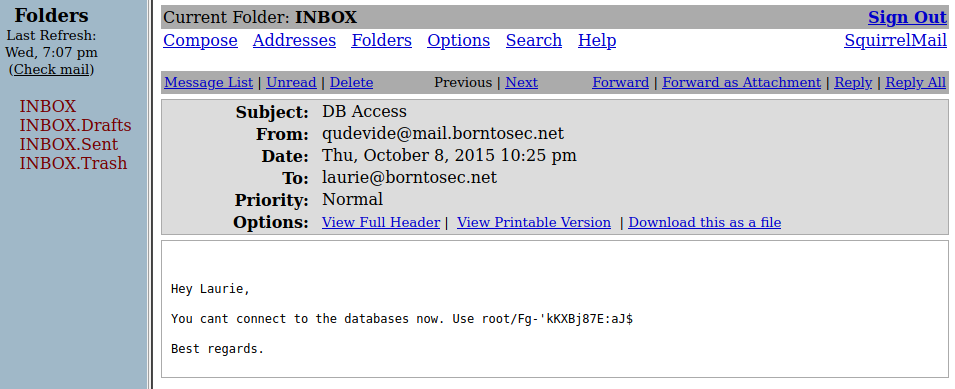 Folders
Last Refresh:
Wed, 7:07 pm
(Check mail)
INBOX
INBOX.Drafts
INBOX.Sent
INBOX.Trash
Current Folder: INBOX Sign Out
Compose Addresses Folders Options Search Help SquirrelMail
Message List | Unread | Delete Previous | Next Forward | Forward as Attachment | Reply | Reply All
Subject: DB Access
From: qudevide@mail.borntosec.net
Date: Thu, October 8, 2015 10:25 pm
To: laurie@borntosec.net
Priority: Normal
Options: View Full Header | View Printable Version | Download this as a file
Hey Laurie,
You cant connect to the databases now. Use root/Fg-'kKXBj87E:aJ$
Best regards.